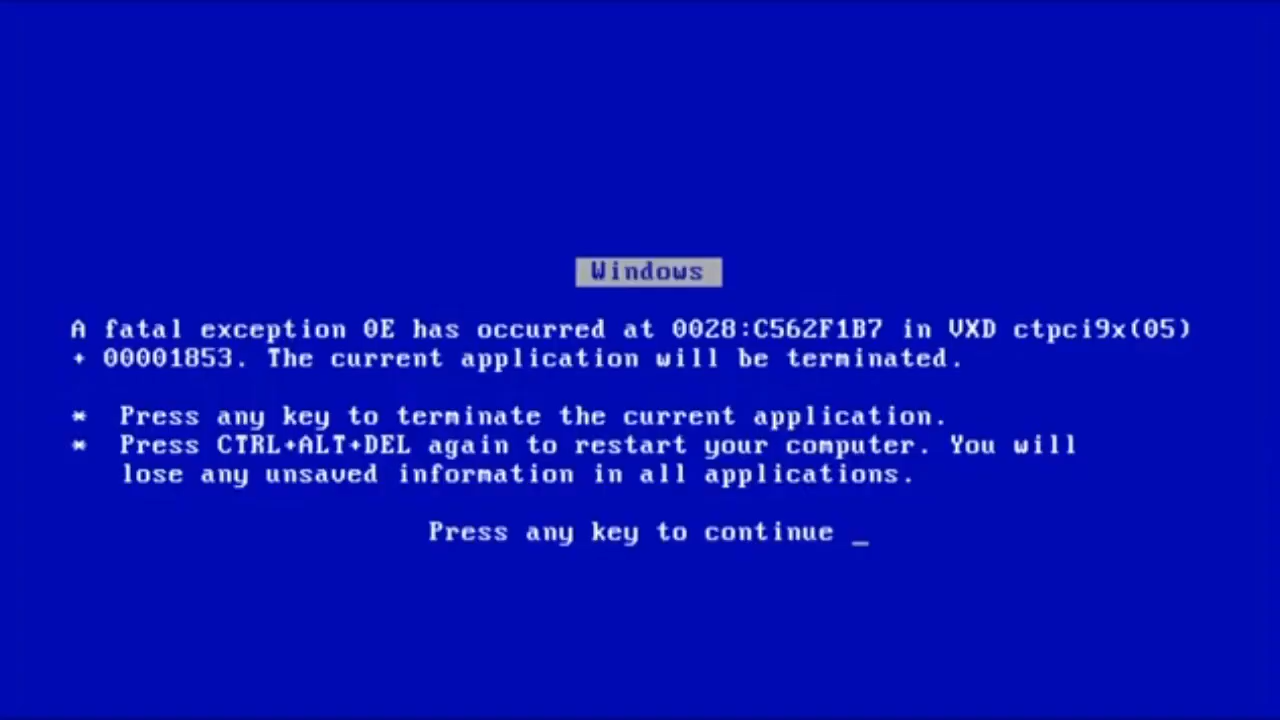 Windows
A fatal exception 0E has occurred at 0028:C562F1B7 in VXD ctpci9x(05)
+ 00001853. The current application will be terminated.
* Press any key to terminate the current application.
* Press CTRL+ALT+DEL again to restart your computer. You will
lose any unsaved information in all applications.
Press any key to continue _